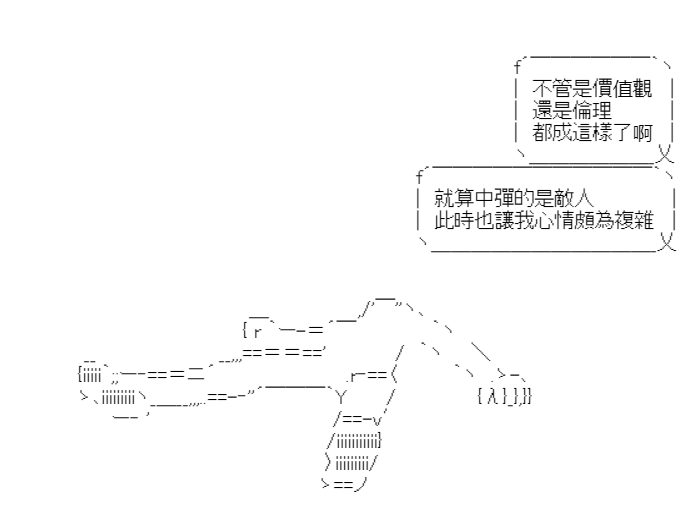 不管是價值觀
還是倫理
都成這樣了啊
就算中彈的是敵人
此時也讓我心情頗為複雜